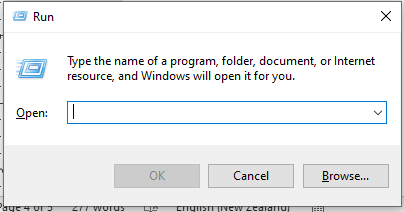 Run
Type the name of a program, folder, document, or Internet
resource, and Windows will open it for you.
Open:
OK Cancel Browse...
Page 4 of 5 277 words English (New Zealand)